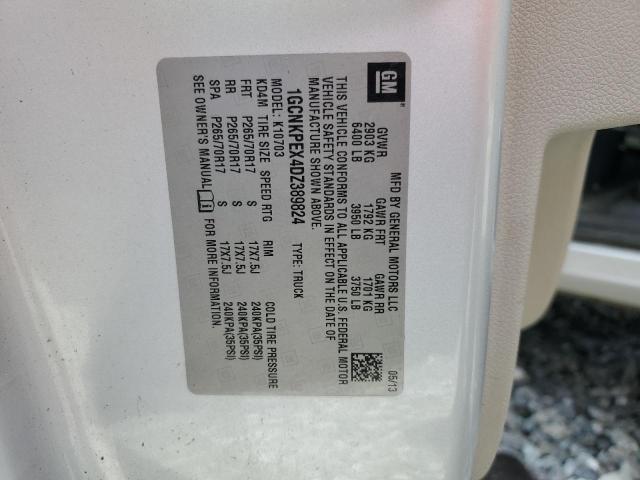 GM
MFD BY GENERAL MOTORS LLC 05/13
GVWR GAWR FRT GAWR RR
2903 KG 1792 KG 1701 KG
6400 LB 3950 LB 3750 LB
THIS VEHICLE CONFORMS TO ALL APPLICABLE U.S. FEDERAL MOTOR
VEHICLE SAFETY STANDARDS IN EFFECT ON THE DATE OF
MANUFACTURE SHOWN ABOVE.
1GCNKPEX4DZ389824 TYPE: TRUCK
MODEL: K10703
KD4M TIRE SIZE SPEED RTG RIM COLD TIRE PRESSURE
FRT P265/70R17 S 17X7.5J 240KPA(35PSI)
RR P265/70R17 S 17X7.5J 240KPA(35PSI)
SPA P265/70R17 S 17X7.5J 240KPA(35PSI)
SEE OWNER'S MANUAL FOR MORE INFORMATION.